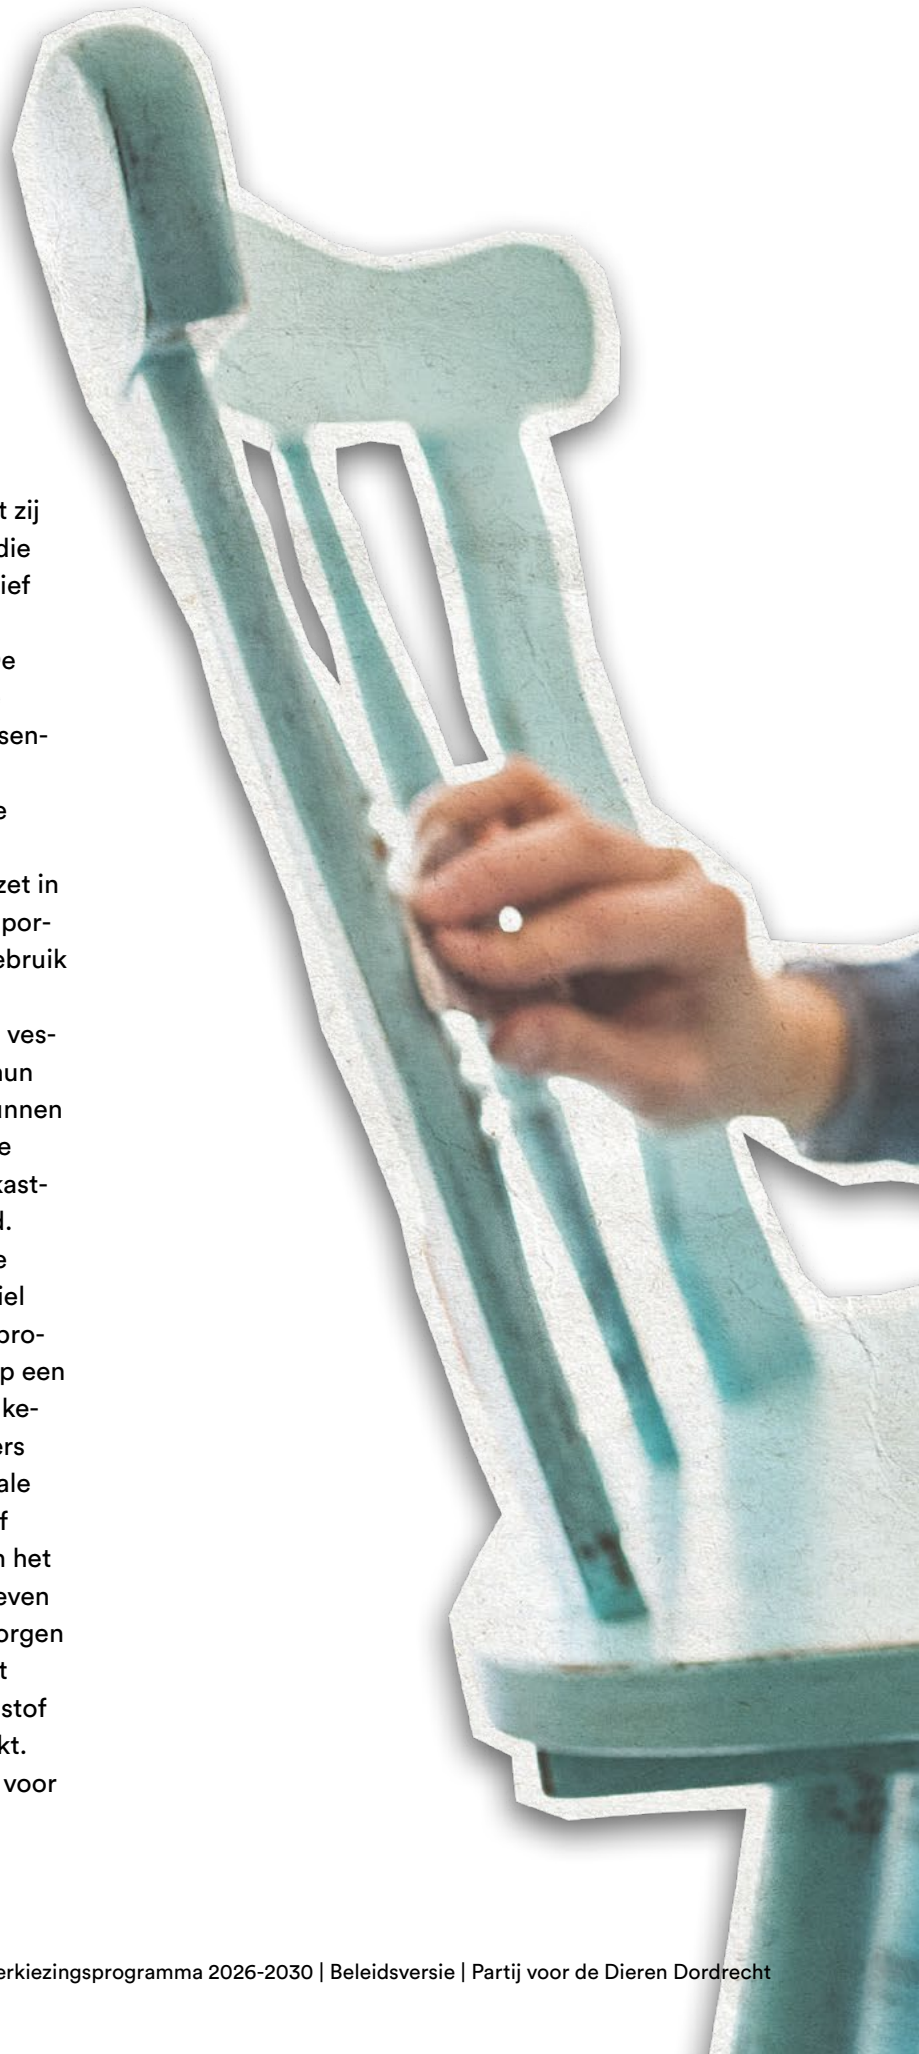 t zij
die
ief
e
sen-
e
zet in
por-
ebruik
ves-
nun
unnen
e
kast-
d.
e
iel
pro-
p een
ke-
ers
ale
f
n het
even
orgen
t
stof
kt.
voor
erkiezingsprogramma 2026-2030 | Beleidsversie | Partij voor de Dieren Dordrecht